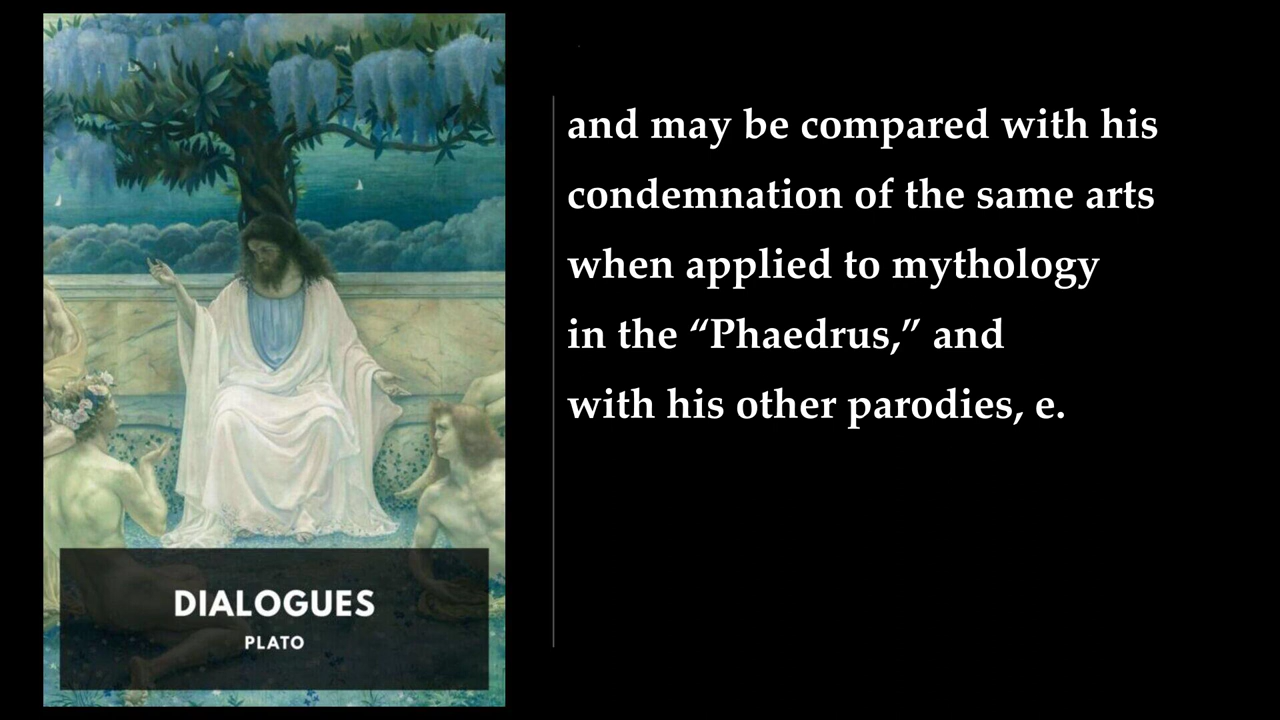 DIALOGUES
PLATO
and may be compared with his
condemnation of the same arts
when applied to mythology
in the “Phaedrus,” and
with his other parodies, e.